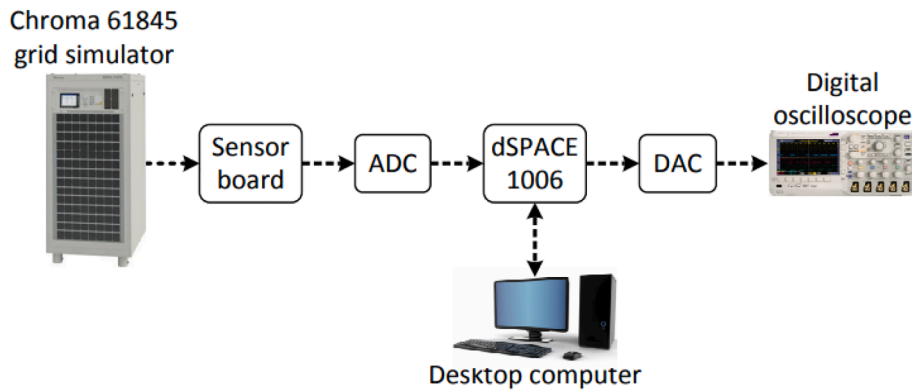 Chroma 61845
grid simulator
Digital
oscilloscope
Sensor
board
ADC
dSPACE
1006
DAC
Desktop computer